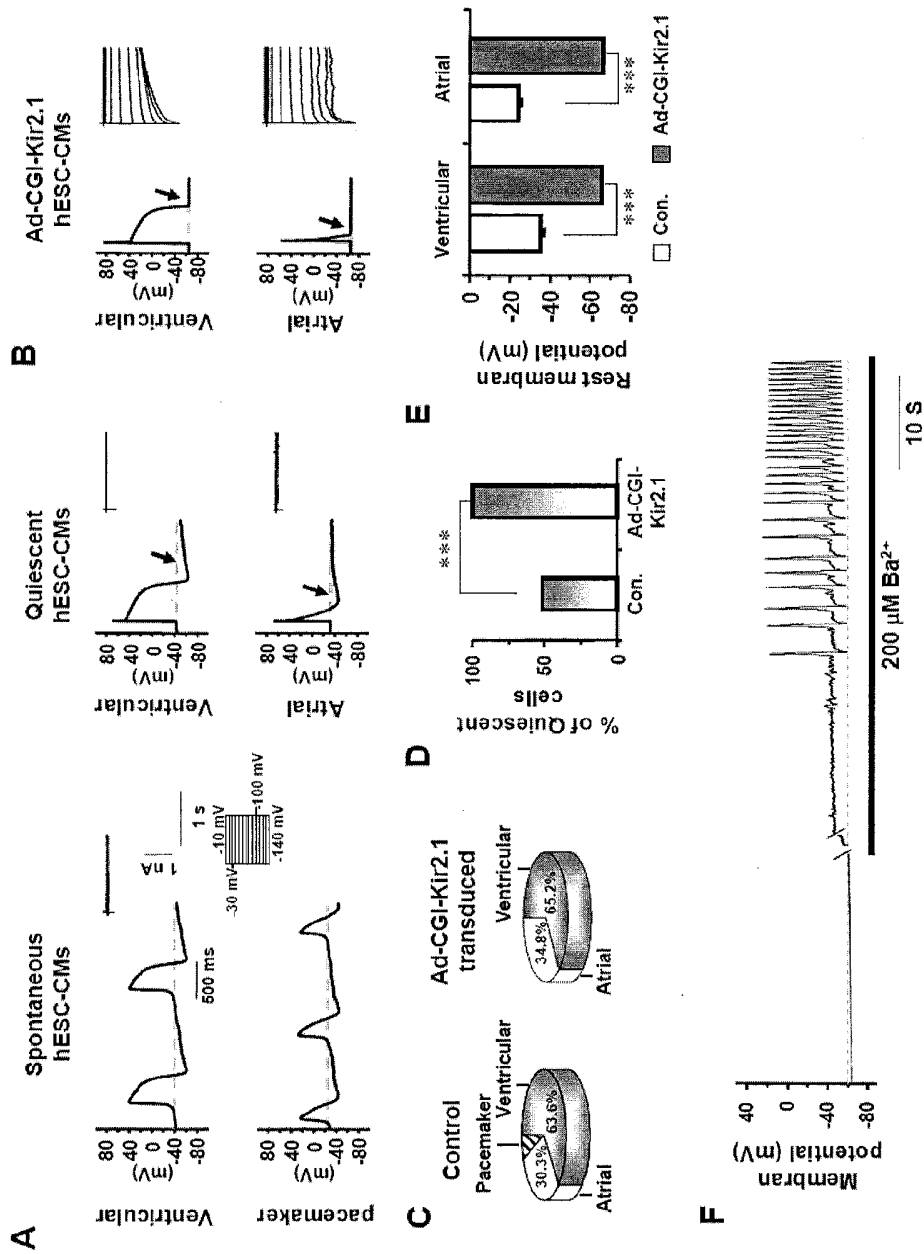 A
Spontaneous
hESC-CMs
Ventricular
(mV)
80
40
0
-40
-80
500 ms
1 nA
1 s
-30 mV
-10 mV
-100 mV
-140 mV
pacemaker
(mV)
80
40
0
-40
-80
Quiescent
hESC-CMs
Ventricular
(mV)
80
40
0
-40
-80
Atrial
(mV)
80
40
0
-40
-80
B
Ad-CGI-Kir2.1
hESC-CMs
Ventricular
(mV)
80
40
0
-40
-80
Atrial
(mV)
80
40
0
-40
-80
C
Control
Pacemaker
Ventricular
30.3%
63.6%
Atrial
Ad-CGI-Kir2.1
transduced
Ventricular
34.8%
65.2%
Atrial
D
% of Quiescent
cells
100
50
0
***
Con.
Ad-CGI-
Kir2.1
E
Ventricular
Atrial
Rest membran
potential (mV)
0
-20
-40
-60
-80
***
***
Con.
Ad-CGI-Kir2.1
F
Membran
potential (mV)
40
0
-40
-80
200 μM Ba2+
10 S